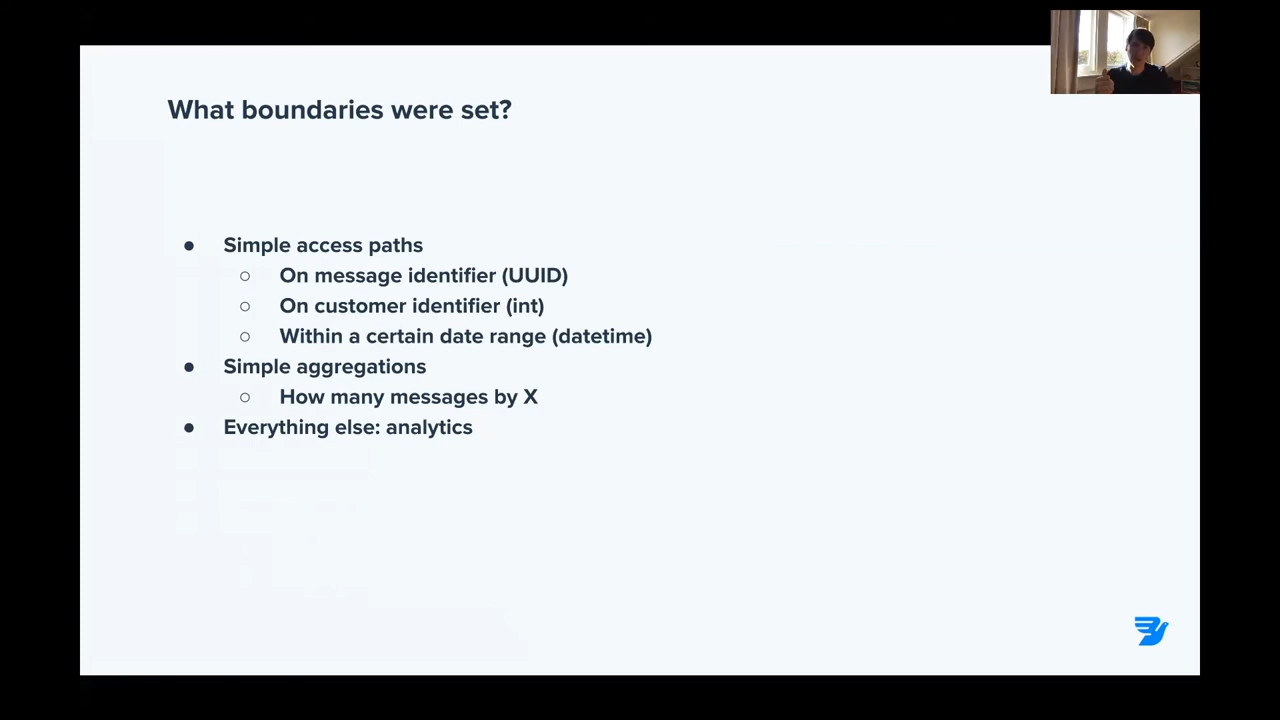 What boundaries were set?
● Simple access paths
○ On message identifier (UUID)
○ On customer identifier (int)
○ Within a certain date range (datetime)
● Simple aggregations
○ How many messages by X
● Everything else: analytics